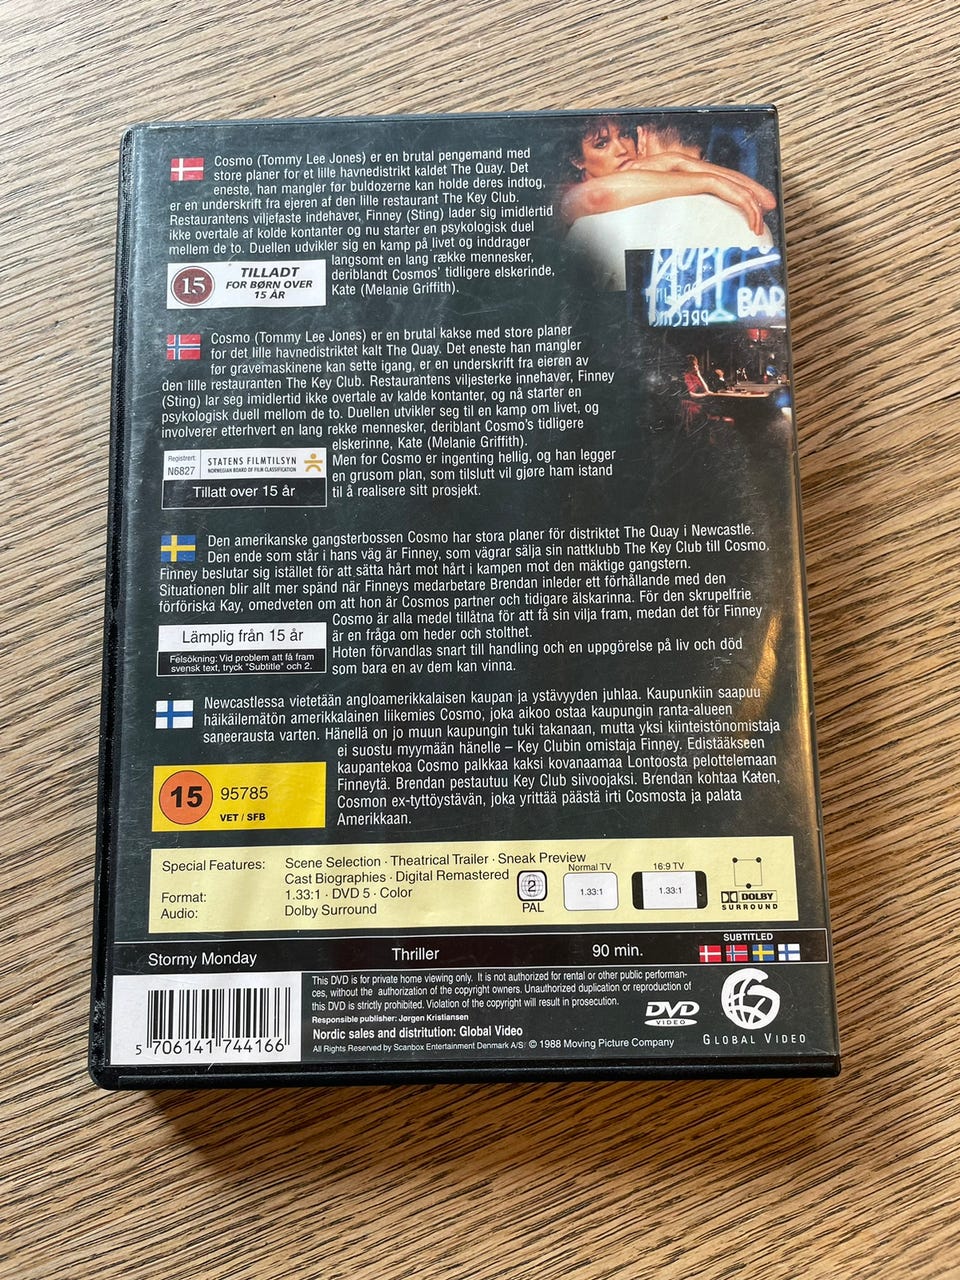 Cosmo (Tommy Lee Jones) er en brutal pengemand med
store planer for et lille havnedistrikt kaldet The Quay. Det
eneste, han mangler før buldozerne kan holde deres indtog,
er en underskrift fra ejeren af den lille restaurant The Key Club.
Restaurantens viljefaste indehaver, Finney (Sting) lader sig imidlertid
ikke overtale af kolde kontanter og nu starter en psykologisk duel
mellem de to. Duellen udvikler sig en kamp på livet og inddrager
langsomt en lang række mennesker,
deriblandt Cosmos' tidligere elskerinde,
Kate (Melanie Griffith).
15
TILLADT
FOR BØRN OVER
15 ÅR
BAR
Cosmo (Tommy Lee Jones) er en brutal kakse med store planer
for det lille havnedistriktet kalt The Quay. Det eneste han mangler
før gravemaskinene kan sette igang, er en underskrift fra eieren av
den lille restauranten The Key Club. Restaurantens viljesterke innehaver, Finney
(Sting) lar seg imidlertid ikke overtale av kalde kontanter, og nå starter en
psykologisk duell mellom de to. Duellen utvikler seg til en kamp om livet, og
involverer etterhvert en lang rekke mennesker, deriblant Cosmo's tidligere
elskerinne, Kate (Melanie Griffith).
Men for Cosmo er ingenting hellig, og han legger
en grusom plan, som tilslutt vil gjøre ham istand
til å realisere sitt prosjekt.
Registrert:
N6827
STATENS FILMTILSYN
NORWEGIAN BOARD OF FILM CLASSIFICATION
Tillatt over 15 år
Den amerikanske gangsterbossen Cosmo har stora planer för distriktet The Quay i Newcastle.
Den ende som står i hans väg är Finney, som vägrar sälja sin nattklubb The Key Club till Cosmo.
Finney beslutar sig istället för att sätta hårt mot hårt i kampen mot den mäktige gangstern.
Situationen blir allt mer spänd när Finneys medarbetare Brendan inleder ett förhållande med den
förföriska Kay, omedveten om att hon är Cosmos partner och tidigare älskarinna. För den skrupelfrie
Cosmo är alla medel tillåtna för att få sin vilja fram, medan det för Finney
är en fråga om heder och stolthet.
Hoten förvandlas snart till handling och en uppgörelse på liv och död
som bara en av dem kan vinna.
Lämplig från 15 år
Felsökning: Vid problem att få fram
svensk text, tryck "Subtitle" och 2.
Newcastlessa vietetään angloamerikkalaisen kaupan ja ystävyyden juhlaa. Kaupunkiin saapuu
häikäilemätön amerikkalainen liikemies Cosmo, joka aikoo ostaa kaupungin ranta-alueen
saneerausta varten. Hänellä on jo muun kaupungin tuki takanaan, mutta yksi kiinteistönomistaja
ei suostu myymään hänelle – Key Clubin omistaja Finney. Edistääkseen
kaupantekoa Cosmo palkkaa kaksi kovanaamaa Lontoosta pelottelemaan
Finneytä. Brendan pestautuu Key Club siivoojaksi. Brendan kohtaa Katen,
Cosmon ex-tyttöystävän, joka yrittää päästä irti Cosmosta ja palata
Amerikkaan.
15
95785
VET / SFB
Special Features: Scene Selection · Theatrical Trailer · Sneak Preview
Cast Biographies · Digital Remastered
Format: 1.33:1 · DVD 5 · Color
Audio: Dolby Surround
2
PAL
Normal TV
1.33:1
16:9 TV
1.33:1
DOLBY
SURROUND
Stormy Monday Thriller 90 min.
SUBTITLED
This DVD is for private home viewing only. It is not authorized for rental or other public performan-
ces, without the authorization of the copyright owners. Unauthorized duplication or reproduction of
this DVD is strictly prohibited. Violation of the copyright will result in prosecution.
Responsible publisher: Jørgen Kristiansen
Nordic sales and distritution: Global Video
All Rights Reserved by Scanbox Entertainment Denmark A/S. © 1988 Moving Picture Company
DVD
VIDEO
GLOBAL VIDEO
5 706141 744166